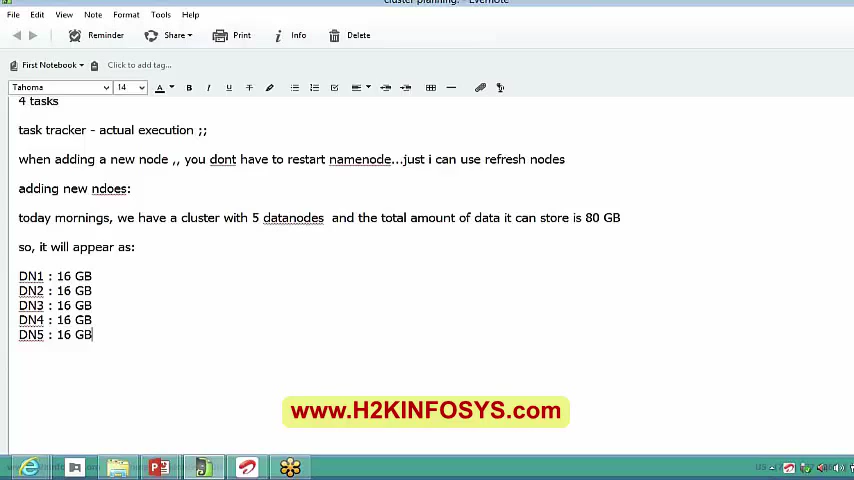 cluster planning. - Evernote
File Edit View Note Format Tools Help
Reminder Share Print Info Delete
First Notebook Click to add tag...
Tahoma 14 A B I U T
4 tasks
task tracker - actual execution ;;
when adding a new node ,, you dont have to restart namenode...just i can use refresh nodes
adding new ndoes:
today mornings, we have a cluster with 5 datanodes and the total amount of data it can store is 80 GB
so, it will appear as:
DN1 : 16 GB
DN2 : 16 GB
DN3 : 16 GB
DN4 : 16 GB
DN5 : 16 GB
www.H2KINFOSYS.com
US